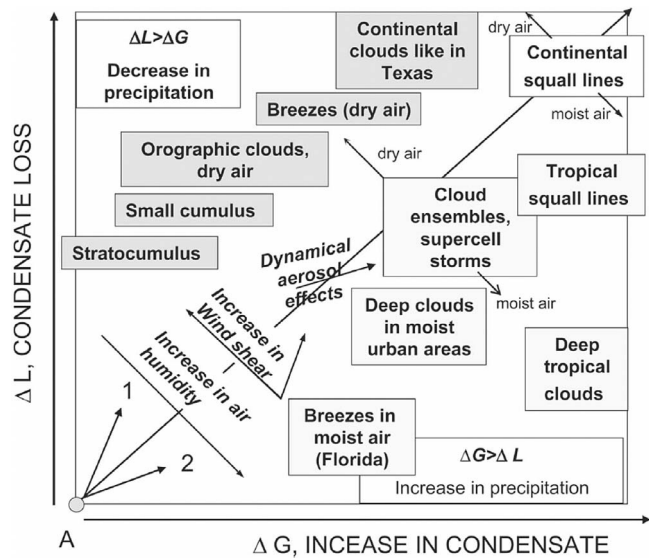 ΔL>ΔG
Decrease in
precipitation
Continental
clouds like in
Texas
dry air
Continental
squall lines
moist air
Breezes (dry air)
Orographic clouds,
dry air
dry air
Small cumulus
Stratocumulus
Cloud
ensembles,
supercell
storms
Tropical
squall lines
Dynamical
aerosol
effects
moist air
Increase in
Wind shear
Deep clouds
in moist
urban areas
Deep
tropical
clouds
Increase in air
humidity
1
2
Breezes in
moist air
(Florida)
ΔG>Δ L
Increase in precipitation
Δ L, CONDENSATE LOSS
A
Δ G, INCEASE IN CONDENSATE